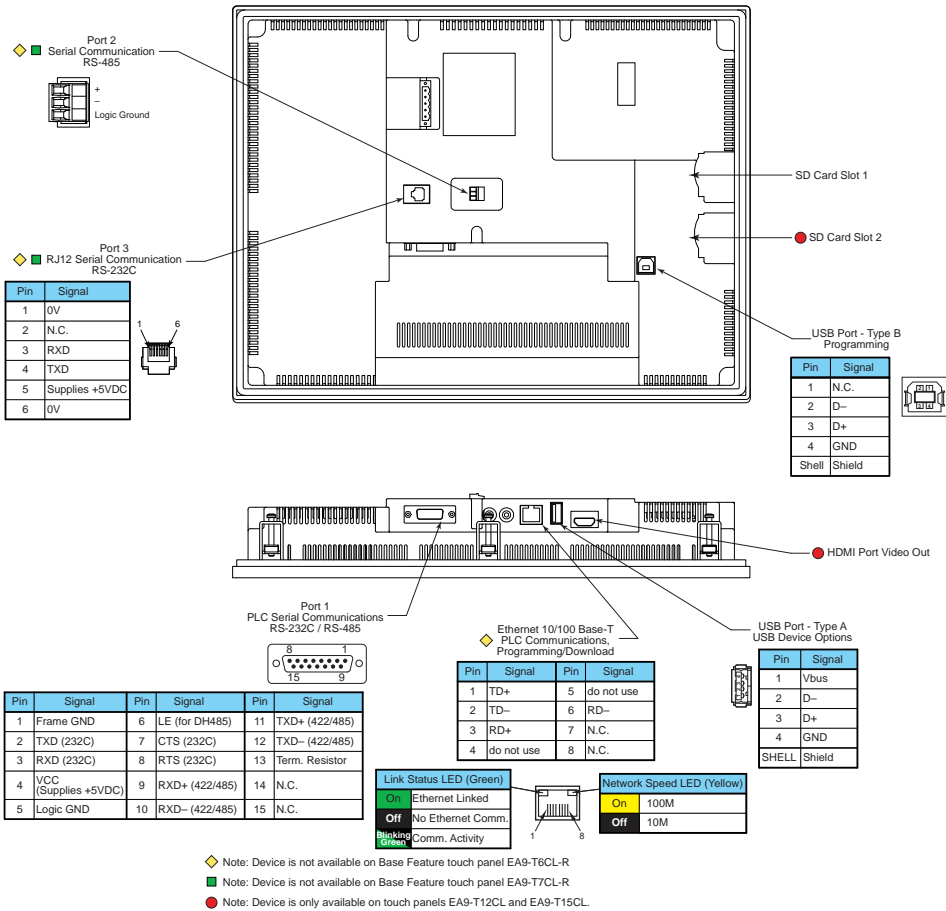 Port 2
Serial Communication
RS-485
+
–
Logic Ground
SD Card Slot 1
SD Card Slot 2
Port 3
RJ12 Serial Communication
RS-232C
Pin Signal
1 0V
2 N.C.
3 RXD
4 TXD
5 Supplies +5VDC
6 0V
1 6
USB Port - Type B
Programming
Pin Signal
1 N.C.
2 D–
3 D+
4 GND
Shell Shield
2 1
3 4
HDMI Port Video Out
Port 1
PLC Serial Communications
RS-232C / RS-485
8 1
15 9
Pin Signal Pin Signal Pin Signal
1 Frame GND 6 LE (for DH485) 11 TXD+ (422/485)
2 TXD (232C) 7 CTS (232C) 12 TXD– (422/485)
3 RXD (232C) 8 RTS (232C) 13 Term. Resistor
4 VCC (Supplies +5VDC) 9 RXD+ (422/485) 14 N.C.
5 Logic GND 10 RXD– (422/485) 15 N.C.
Ethernet 10/100 Base-T
PLC Communications,
Programming/Download
Pin Signal Pin Signal
1 TD+ 5 do not use
2 TD– 6 RD–
3 RD+ 7 N.C.
4 do not use 8 N.C.
USB Port - Type A
USB Device Options
Pin Signal
1 Vbus
2 D–
3 D+
4 GND
SHELL Shield
Link Status LED (Green)
On Ethernet Linked
Off No Ethernet Comm.
Blinking Green Comm. Activity
1 8
Network Speed LED (Yellow)
On 100M
Off 10M
Note: Device is not available on Base Feature touch panel EA9-T6CL-R
Note: Device is not available on Base Feature touch panel EA9-T7CL-R
Note: Device is only available on touch panels EA9-T12CL and EA9-T15CL.